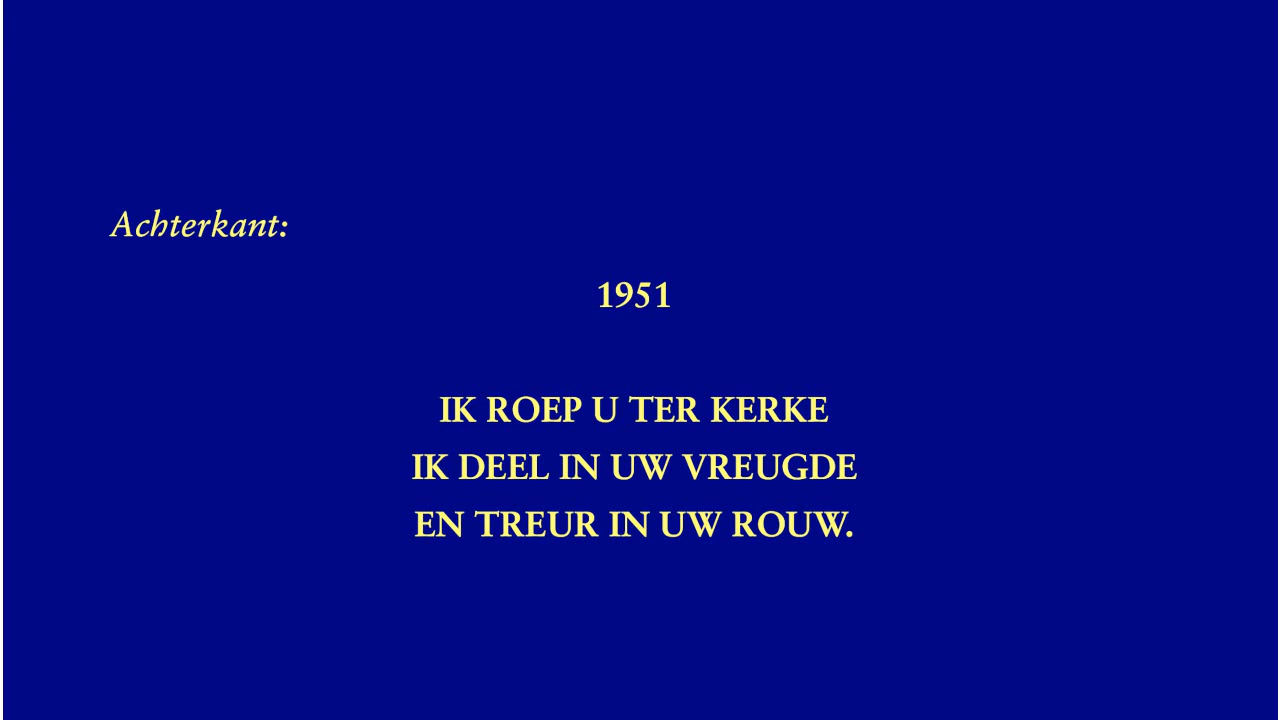 Achterkant:
1951
IK ROEP U TER KERKE
IK DEEL IN UW VREUGDE
EN TREUR IN UW ROUW.